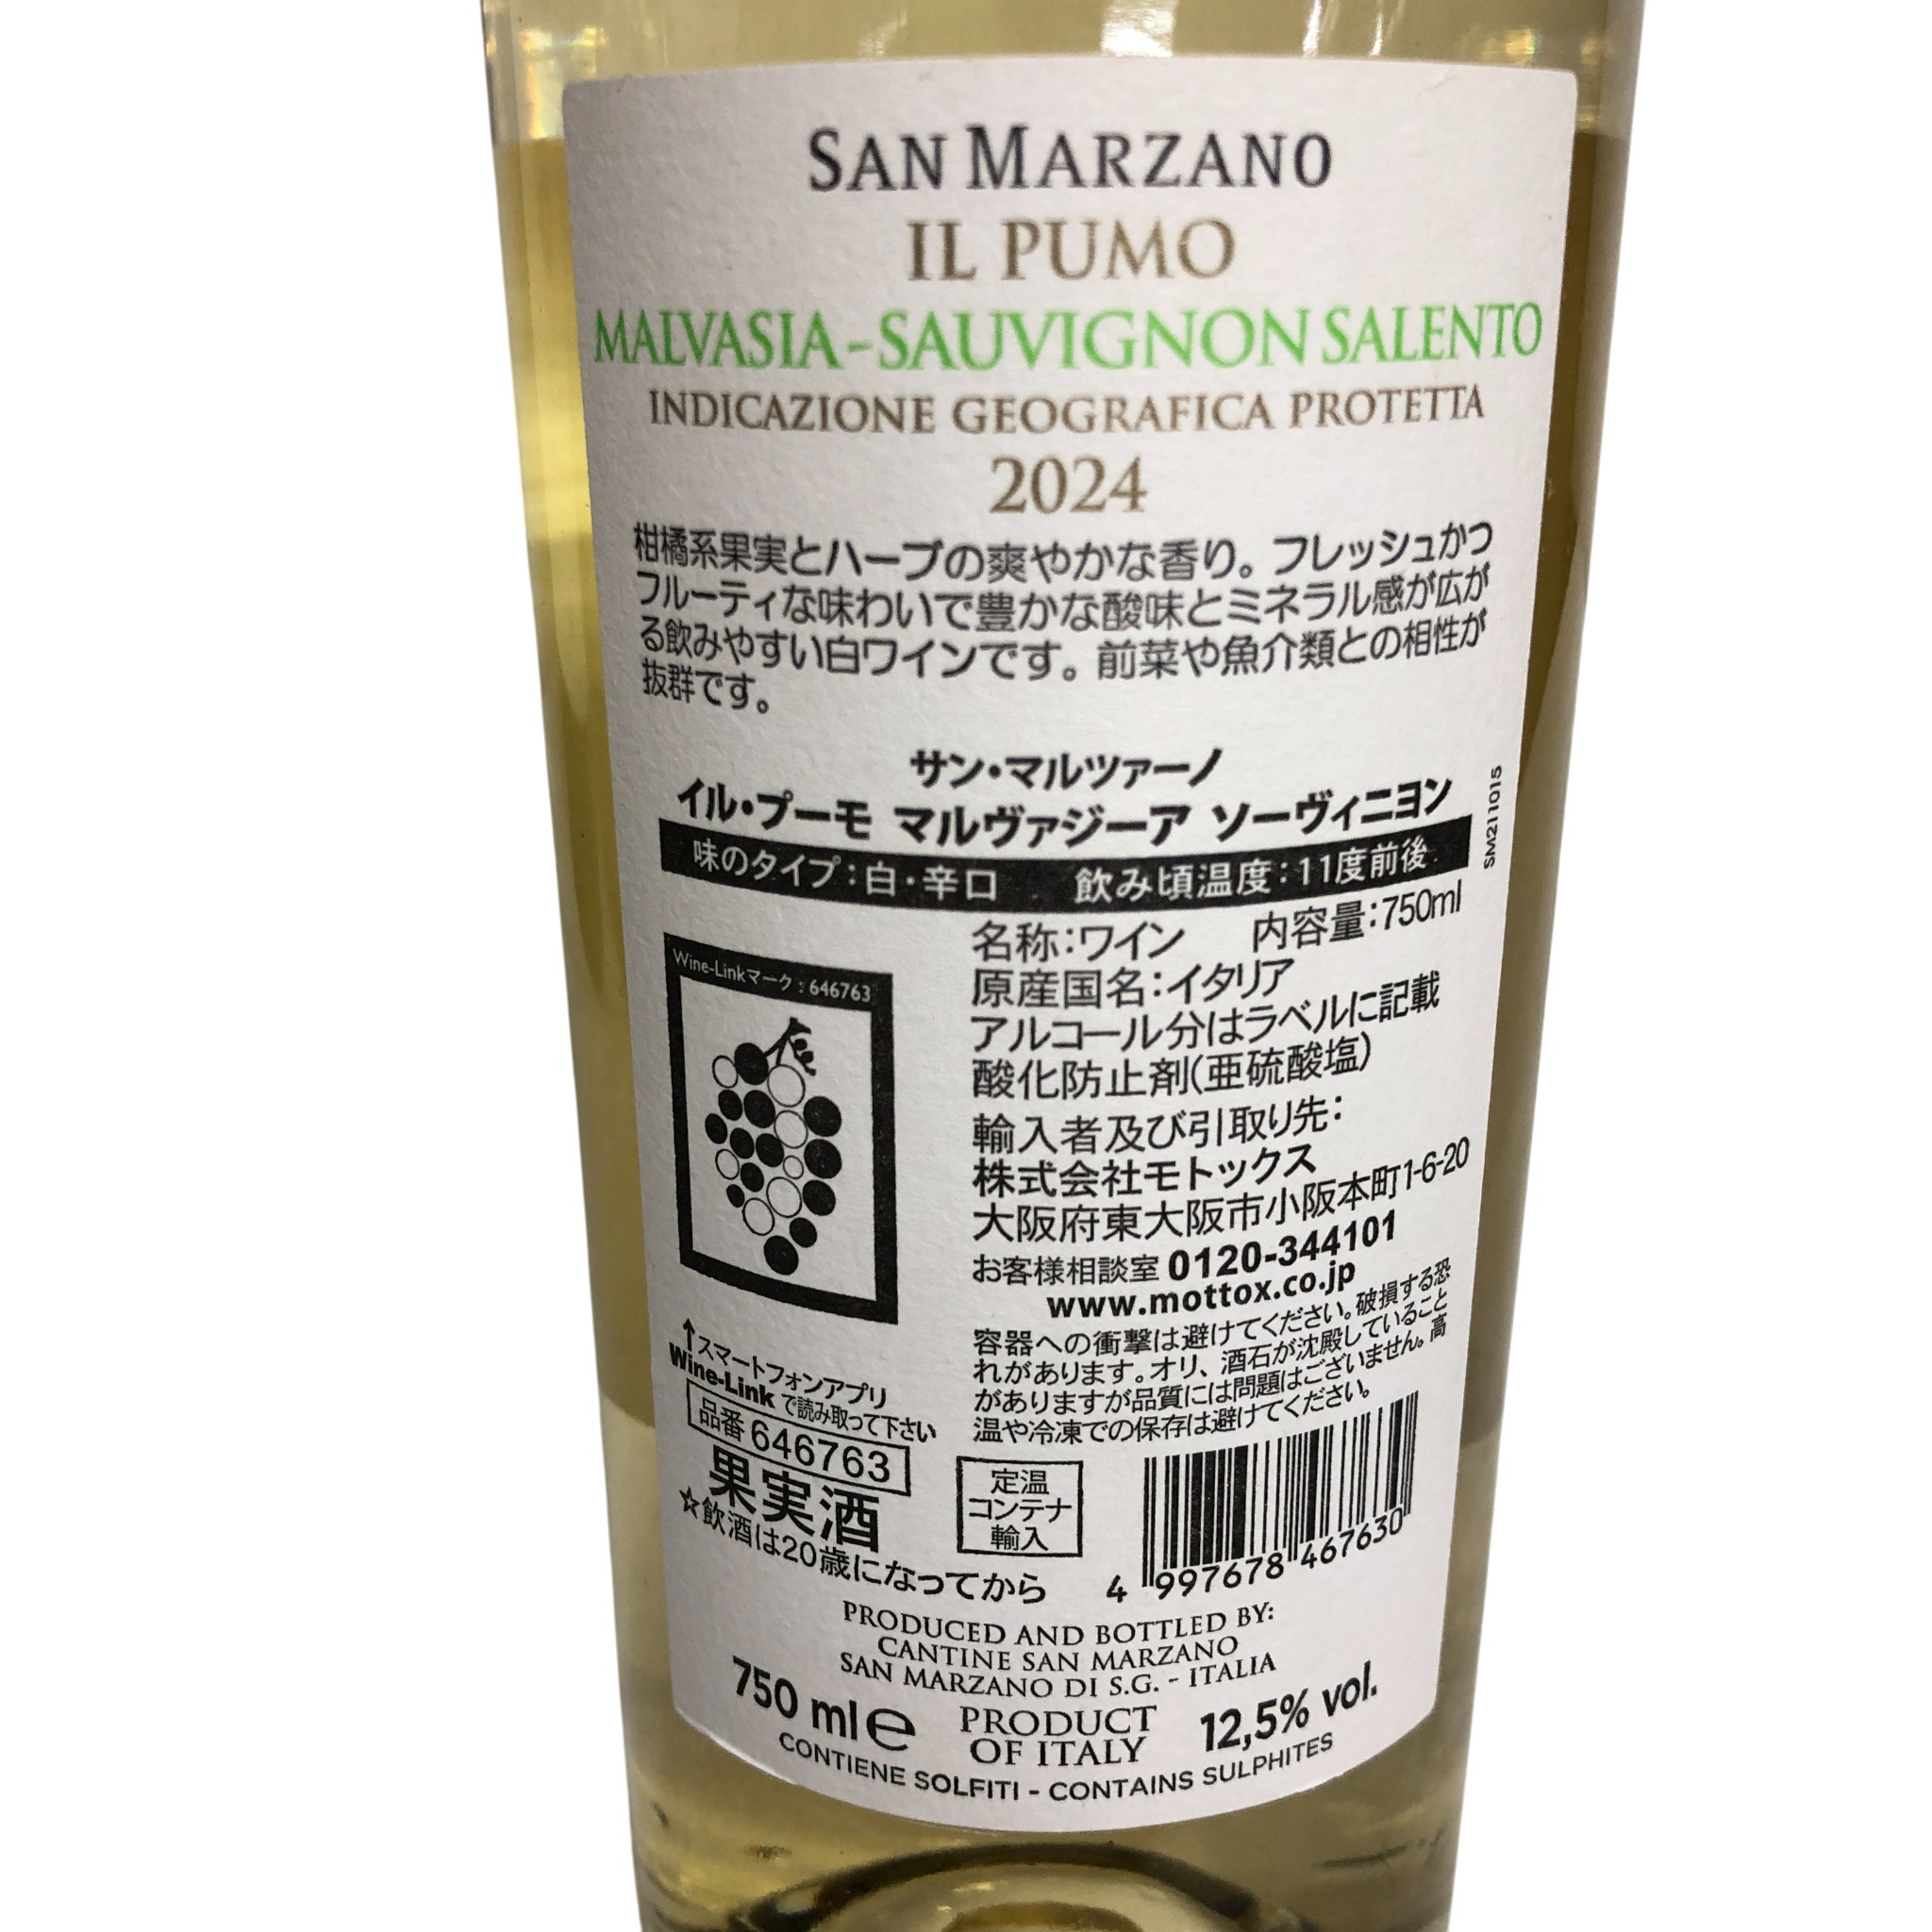 SAN MARZANO
IL PUMO
MALVASIA-SAUVIGNON SALENTO
INDICAZIONE GEOGRAFICA PROTETTA
2024
柑橘系果実とハーブの爽やかな香り。フレッシュかつ
フルーティな味わいで豊かな酸味とミネラル感が広が
る飲みやすい白ワインです。前菜や魚介類との相性が
抜群です。
サン・マルツァーノ
イル・プーモ マルヴァジーア ソーヴィニヨン
味のタイプ:白・辛口 飲み頃温度:11度前後
SM211015
名称:ワイン 内容量:750ml
原産国名:イタリア
アルコール分はラベルに記載
酸化防止剤(亜硫酸塩)
輸入者及び引取り先:
株式会社モトックス
大阪府東大阪市小阪本町1-6-20
お客様相談室 0120-344101
www.mottox.co.jp
容器への衝撃は避けてください。破損する恐
れがあります。オリ、酒石が沈殿していること
がありますが品質には問題はございません。高
温や冷凍での保存は避けてください。
Wine-Linkマーク:646763
↑スマートフォンアプリ
Wine-Linkで読み取って下さい
品番 646763
果実酒
☆飲酒は20歳になってから
定温
コンテナ
輸入
4 997678 467630
PRODUCED AND BOTTLED BY:
CANTINE SAN MARZANO
SAN MARZANO DI S.G. - ITALIA
750 ml e PRODUCT OF ITALY 12,5% vol.
CONTIENE SOLFITI - CONTAINS SULPHITES